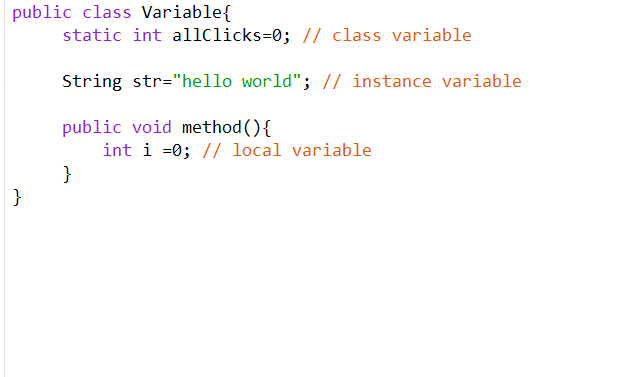 public class Variable{
static int allClicks=0; // class variable
String str="hello world"; // instance variable
public void method(){
int i =0; // local variable
}
}